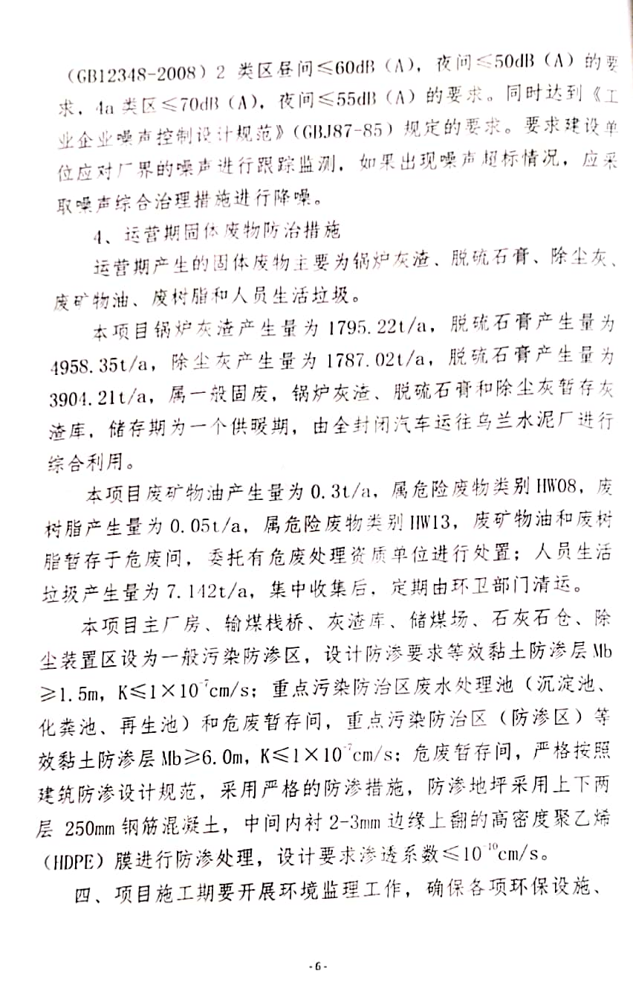 （GB12348-2008）2 类区昼间≤60dB（A），夜间≤50dB（A）的要
求，4a 类区≤70dB（A），夜间≤55dB（A）的要求。同时达到《工
业企业噪声控制设计规范》（GBJ87-85）规定的要求。要求建设单
位应对厂界的噪声进行跟踪监测，如果出现噪声超标情况，应采
取噪声综合治理措施进行降噪。
4、运营期固体废物防治措施
运营期产生的固体废物主要为锅炉灰渣、脱硫石膏、除尘灰、
废矿物油、废树脂和人员生活垃圾。
本项目锅炉灰渣产生量为 1795.22t/a，脱硫石膏产生量为
4958.35t/a，除尘灰产生量为 1787.02t/a，脱硫石膏产生量为
3904.21t/a，属一般固废，锅炉灰渣、脱硫石膏和除尘灰暂存灰
渣库，储存期为一个供暖期，由全封闭汽车运往乌兰水泥厂进行
综合利用。
本项目废矿物油产生量为 0.3t/a，属危险废物类别 HW08，废
树脂产生量为 0.05t/a，属危险废物类别 HW13，废矿物油和废树
脂暂存于危废间，委托有危废处理资质单位进行处置；人员生活
垃圾产生量为 7.142t/a，集中收集后，定期由环卫部门清运。
本项目主厂房、输煤栈桥、灰渣库、储煤场、石灰石仓、除
尘装置区设为一般污染防渗区，设计防渗要求等效黏土防渗层 Mb
≥1.5m，K≤1×10⁻⁷cm/s；重点污染防治区废水处理池（沉淀池、
化粪池、再生池）和危废暂存间，重点污染防治区（防渗区）等
效黏土防渗层 Mb≥6.0m，K≤1×10⁻⁷cm/s；危废暂存间，严格按照
建筑防渗设计规范，采用严格的防渗措施，防渗地坪采用上下两
层 250mm 钢筋混凝土，中间内衬 2-3mm 边缘上翻的高密度聚乙烯
（HDPE）膜进行防渗处理，设计要求渗透系数≤10⁻¹⁰cm/s。
四、项目施工期要开展环境监理工作，确保各项环保设施、
-6-